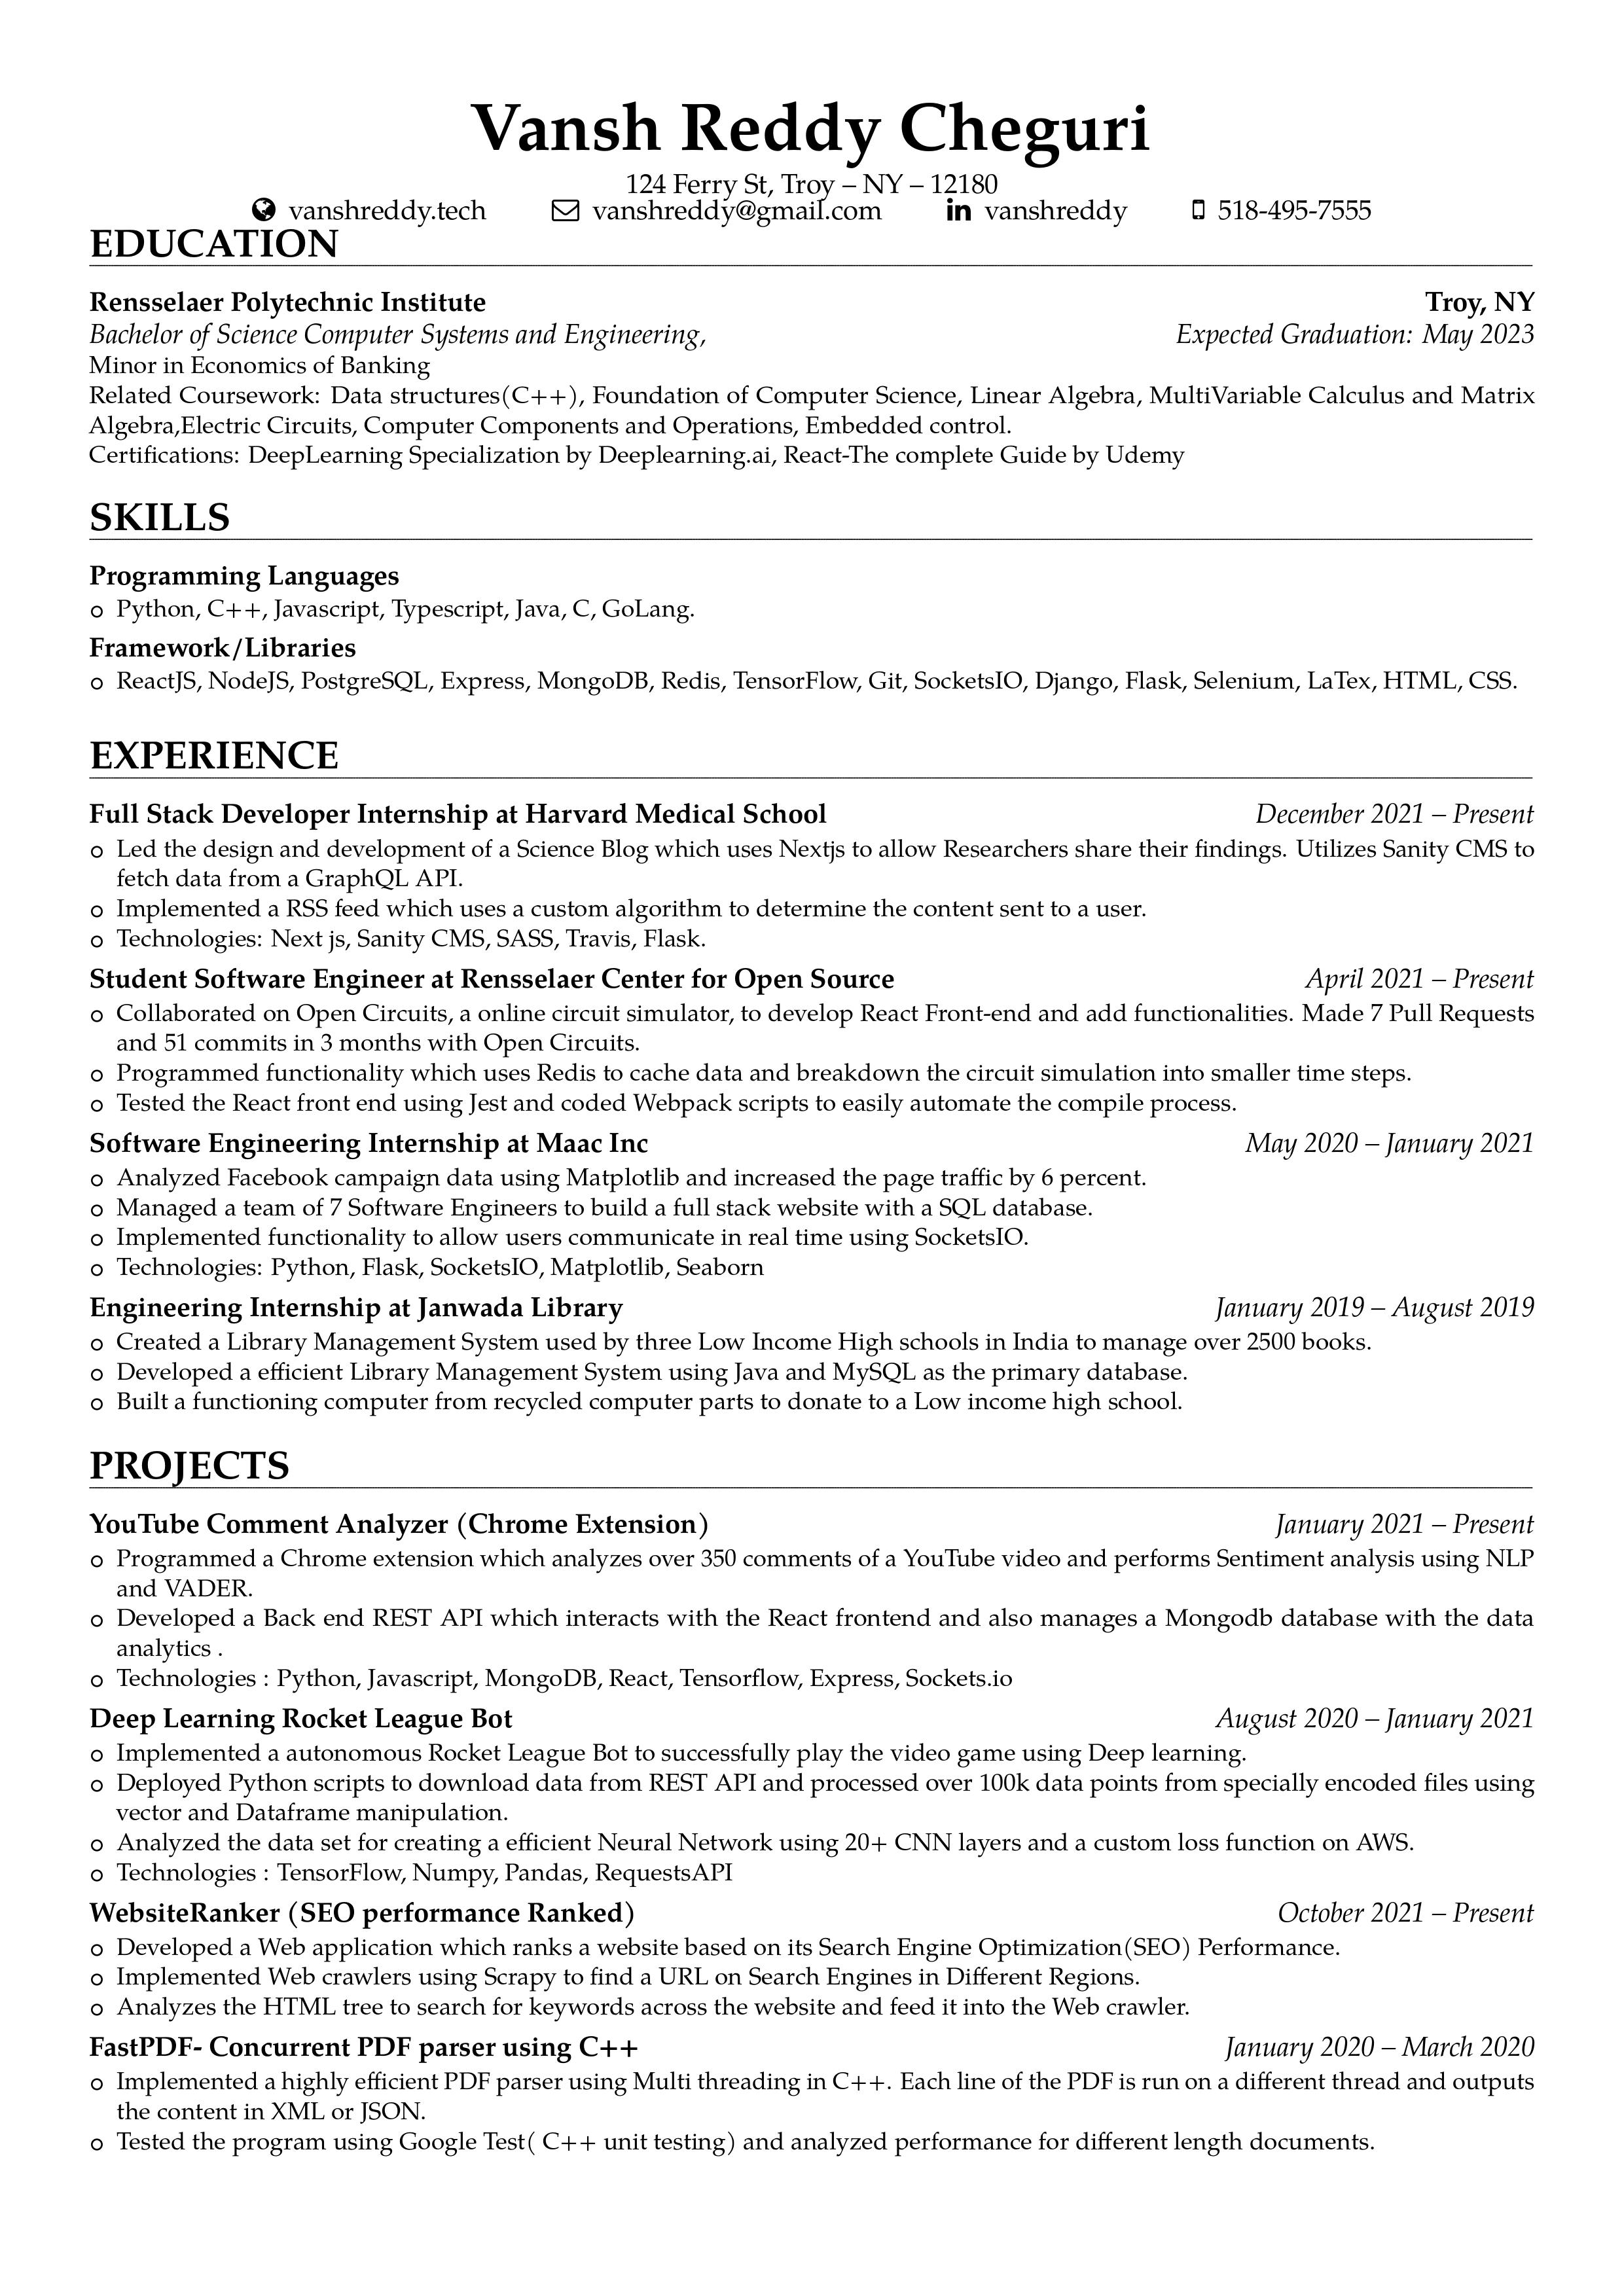 Vansh Reddy Cheguri
124 Ferry St, Troy – NY – 12180
vanshreddy.tech vanshreddy@gmail.com in vanshreddy 518-495-7555
EDUCATION
Rensselaer Polytechnic Institute Troy, NY
Bachelor of Science Computer Systems and Engineering, Expected Graduation: May 2023
Minor in Economics of Banking
Related Coursework: Data structures(C++), Foundation of Computer Science, Linear Algebra, MultiVariable Calculus and Matrix
Algebra,Electric Circuits, Computer Components and Operations, Embedded control.
Certifications: DeepLearning Specialization by Deeplearning.ai, React-The complete Guide by Udemy
SKILLS
Programming Languages
Python, C++, Javascript, Typescript, Java, C, GoLang.
Framework/Libraries
ReactJS, NodeJS, PostgreSQL, Express, MongoDB, Redis, TensorFlow, Git, SocketsIO, Django, Flask, Selenium, LaTex, HTML, CSS.
EXPERIENCE
Full Stack Developer Internship at Harvard Medical School December 2021 – Present
Led the design and development of a Science Blog which uses Nextjs to allow Researchers share their findings. Utilizes Sanity CMS to
fetch data from a GraphQL API.
Implemented a RSS feed which uses a custom algorithm to determine the content sent to a user.
Technologies: Next js, Sanity CMS, SASS, Travis, Flask.
Student Software Engineer at Rensselaer Center for Open Source April 2021 – Present
Collaborated on Open Circuits, a online circuit simulator, to develop React Front-end and add functionalities. Made 7 Pull Requests
and 51 commits in 3 months with Open Circuits.
Programmed functionality which uses Redis to cache data and breakdown the circuit simulation into smaller time steps.
Tested the React front end using Jest and coded Webpack scripts to easily automate the compile process.
Software Engineering Internship at Maac Inc May 2020 – January 2021
Analyzed Facebook campaign data using Matplotlib and increased the page traffic by 6 percent.
Managed a team of 7 Software Engineers to build a full stack website with a SQL database.
Implemented functionality to allow users communicate in real time using SocketsIO.
Technologies: Python, Flask, SocketsIO, Matplotlib, Seaborn
Engineering Internship at Janwada Library January 2019 – August 2019
Created a Library Management System used by three Low Income High schools in India to manage over 2500 books.
Developed a efficient Library Management System using Java and MySQL as the primary database.
Built a functioning computer from recycled computer parts to donate to a Low income high school.
PROJECTS
YouTube Comment Analyzer (Chrome Extension) January 2021 – Present
Programmed a Chrome extension which analyzes over 350 comments of a YouTube video and performs Sentiment analysis using NLP
and VADER.
Developed a Back end REST API which interacts with the React frontend and also manages a Mongodb database with the data
analytics .
Technologies : Python, Javascript, MongoDB, React, Tensorflow, Express, Sockets.io
Deep Learning Rocket League Bot August 2020 – January 2021
Implemented a autonomous Rocket League Bot to successfully play the video game using Deep learning.
Deployed Python scripts to download data from REST API and processed over 100k data points from specially encoded files using
vector and Dataframe manipulation.
Analyzed the data set for creating a efficient Neural Network using 20+ CNN layers and a custom loss function on AWS.
Technologies : TensorFlow, Numpy, Pandas, RequestsAPI
WebsiteRanker (SEO performance Ranked) October 2021 – Present
Developed a Web application which ranks a website based on its Search Engine Optimization(SEO) Performance.
Implemented Web crawlers using Scrapy to find a URL on Search Engines in Different Regions.
Analyzes the HTML tree to search for keywords across the website and feed it into the Web crawler.
FastPDF- Concurrent PDF parser using C++ January 2020 – March 2020
Implemented a highly efficient PDF parser using Multi threading in C++. Each line of the PDF is run on a different thread and outputs
the content in XML or JSON.
Tested the program using Google Test( C++ unit testing) and analyzed performance for different length documents.